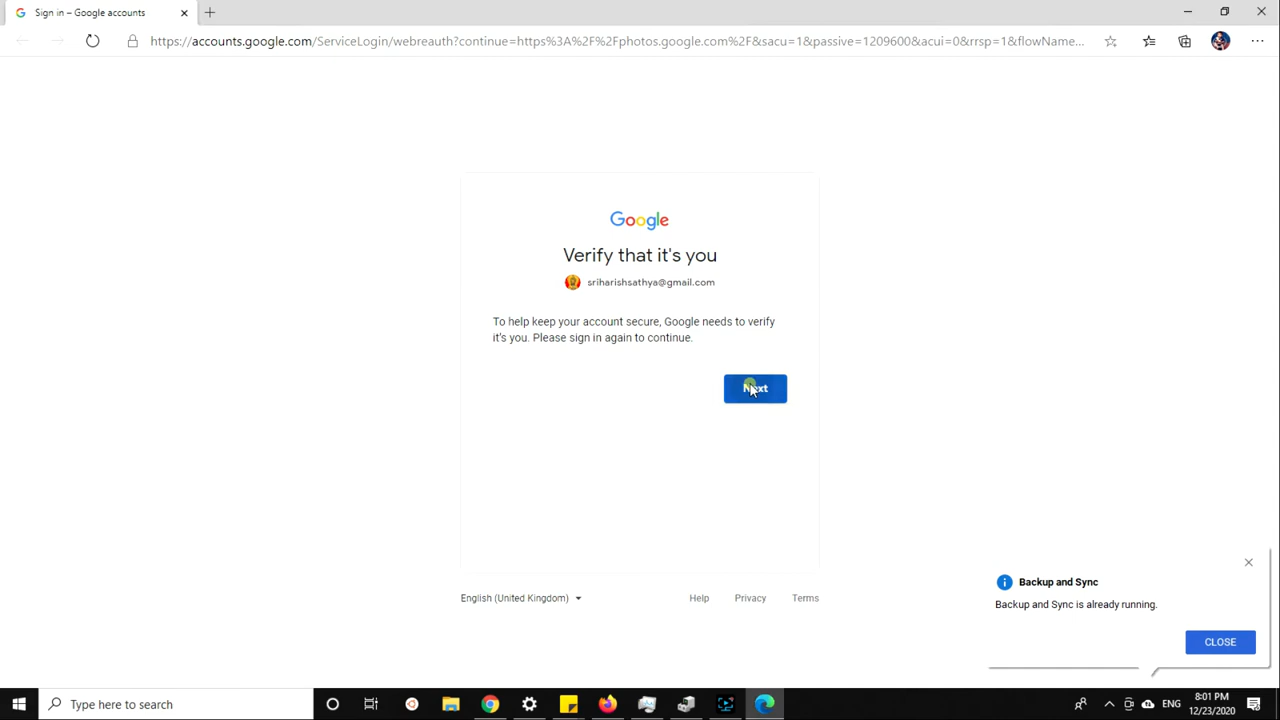 Sign in – Google accounts
https://accounts.google.com/ServiceLogin/webreauth?continue=https%3A%2F%2Fphotos.google.com%2F&sacu=1&passive=1209600&acui=0&rrsp=1&flowName...
Google
Verify that it's you
sriharishsathya@gmail.com
To help keep your account secure, Google needs to verify
it's you. Please sign in again to continue.
Next
Backup and Sync
Backup and Sync is already running.
CLOSE
English (United Kingdom)
Help
Privacy
Terms
Type here to search
ENG
8:01 PM
12/23/2020